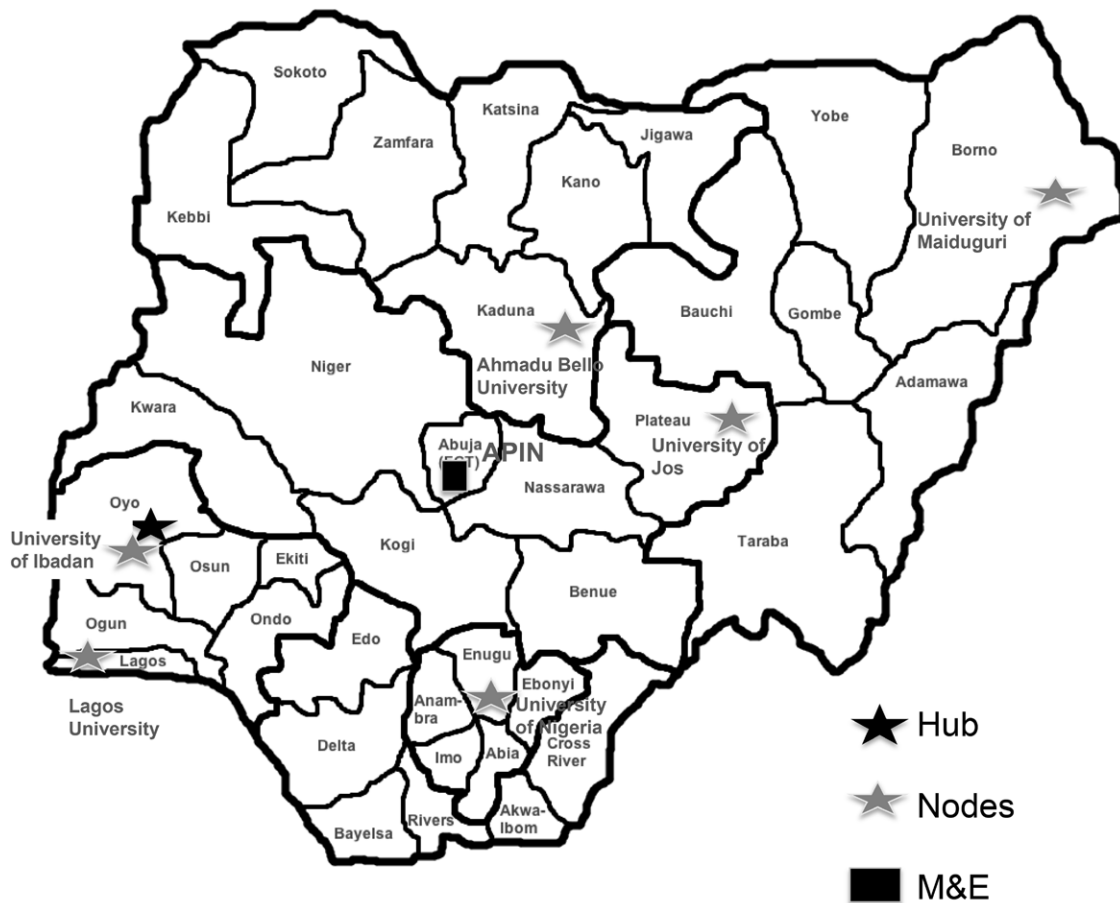 Sokoto
Katsina
Zamfara
Jigawa
Yobe
Borno
Kano
Kebbi
University of
Maiduguri
Kaduna
Bauchi
Gombe
Niger
Ahmadu Bello
University
Adamawa
Kwara
Plateau
University of
Jos
Abuja
(FCT)
APIN
Nassarawa
Oyo
University
of Ibadan
Osun
Ekiti
Kogi
Taraba
Benue
Ogun
Ondo
Edo
Lagos
Enugu
Ebonyi
Anam-
bra
University
of Nigeria
Lagos
University
Delta
Imo
Abia
Cross
River
Akwa-
Ibom
Rivers
Bayelsa
Hub
Nodes
M&E